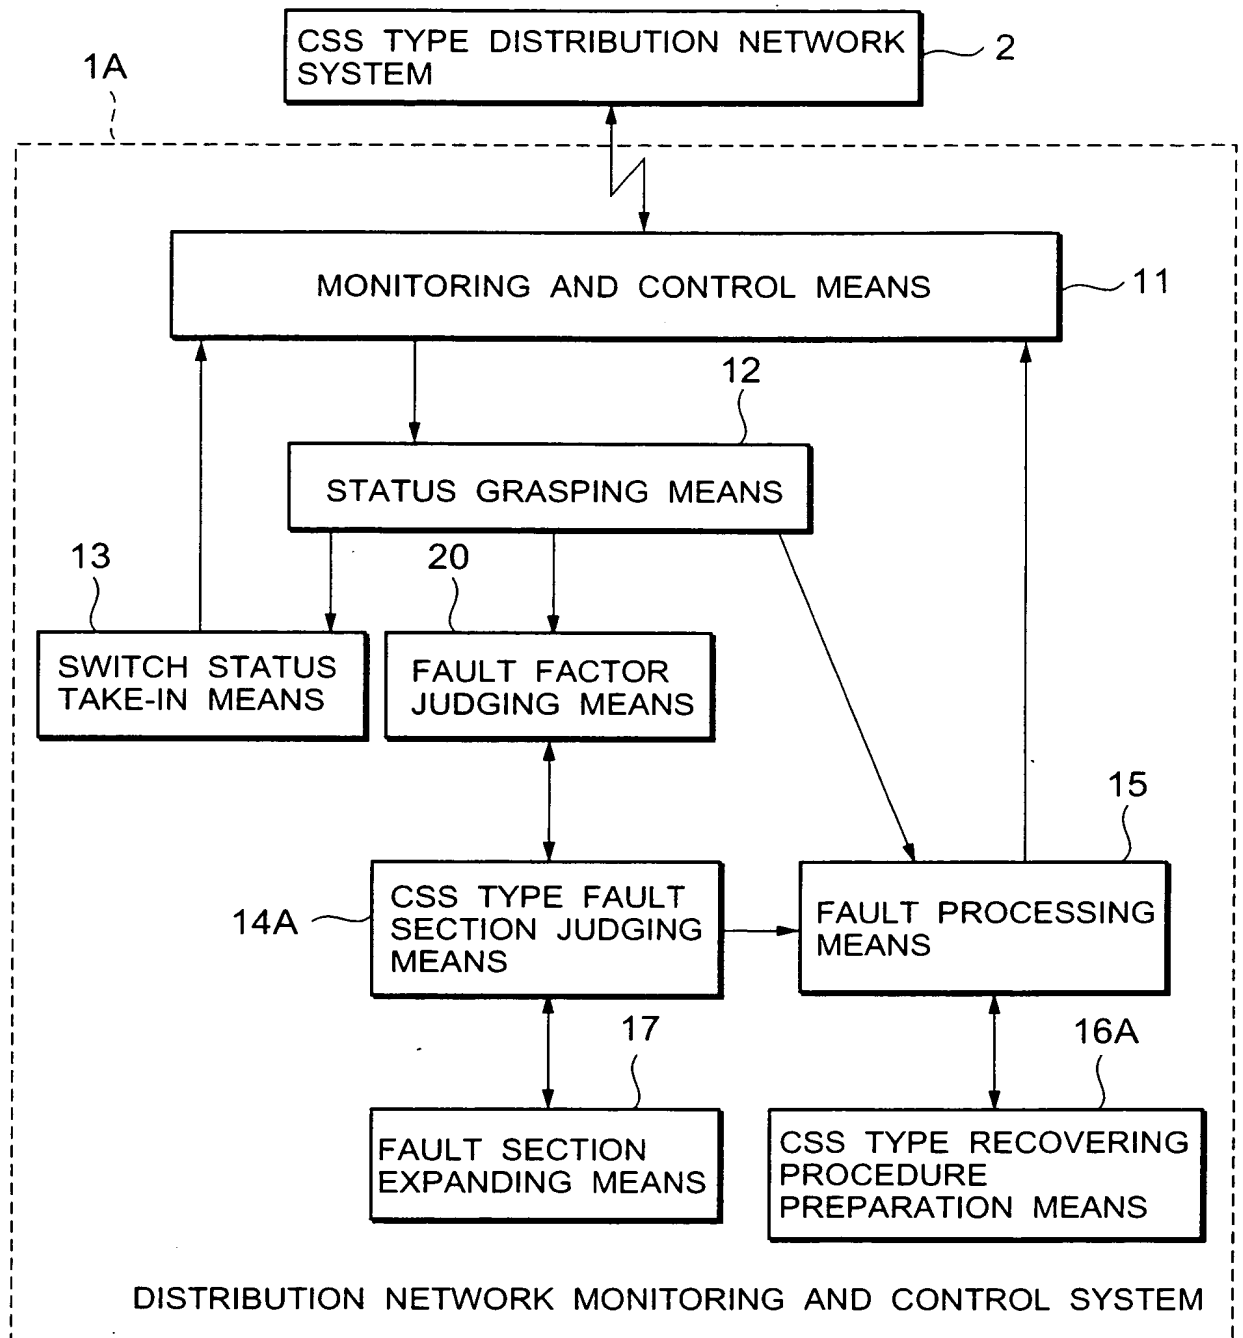 CSS TYPE DISTRIBUTION NETWORK
SYSTEM
2
1A
MONITORING AND CONTROL MEANS
11
12
STATUS GRASPING MEANS
13
20
SWITCH STATUS
TAKE-IN MEANS
FAULT FACTOR
JUDGING MEANS
15
14A
CSS TYPE FAULT
SECTION JUDGING
MEANS
FAULT PROCESSING
MEANS
17
16A
FAULT SECTION
EXPANDING MEANS
CSS TYPE RECOVERING
PROCEDURE
PREPARATION MEANS
DISTRIBUTION NETWORK MONITORING AND CONTROL SYSTEM